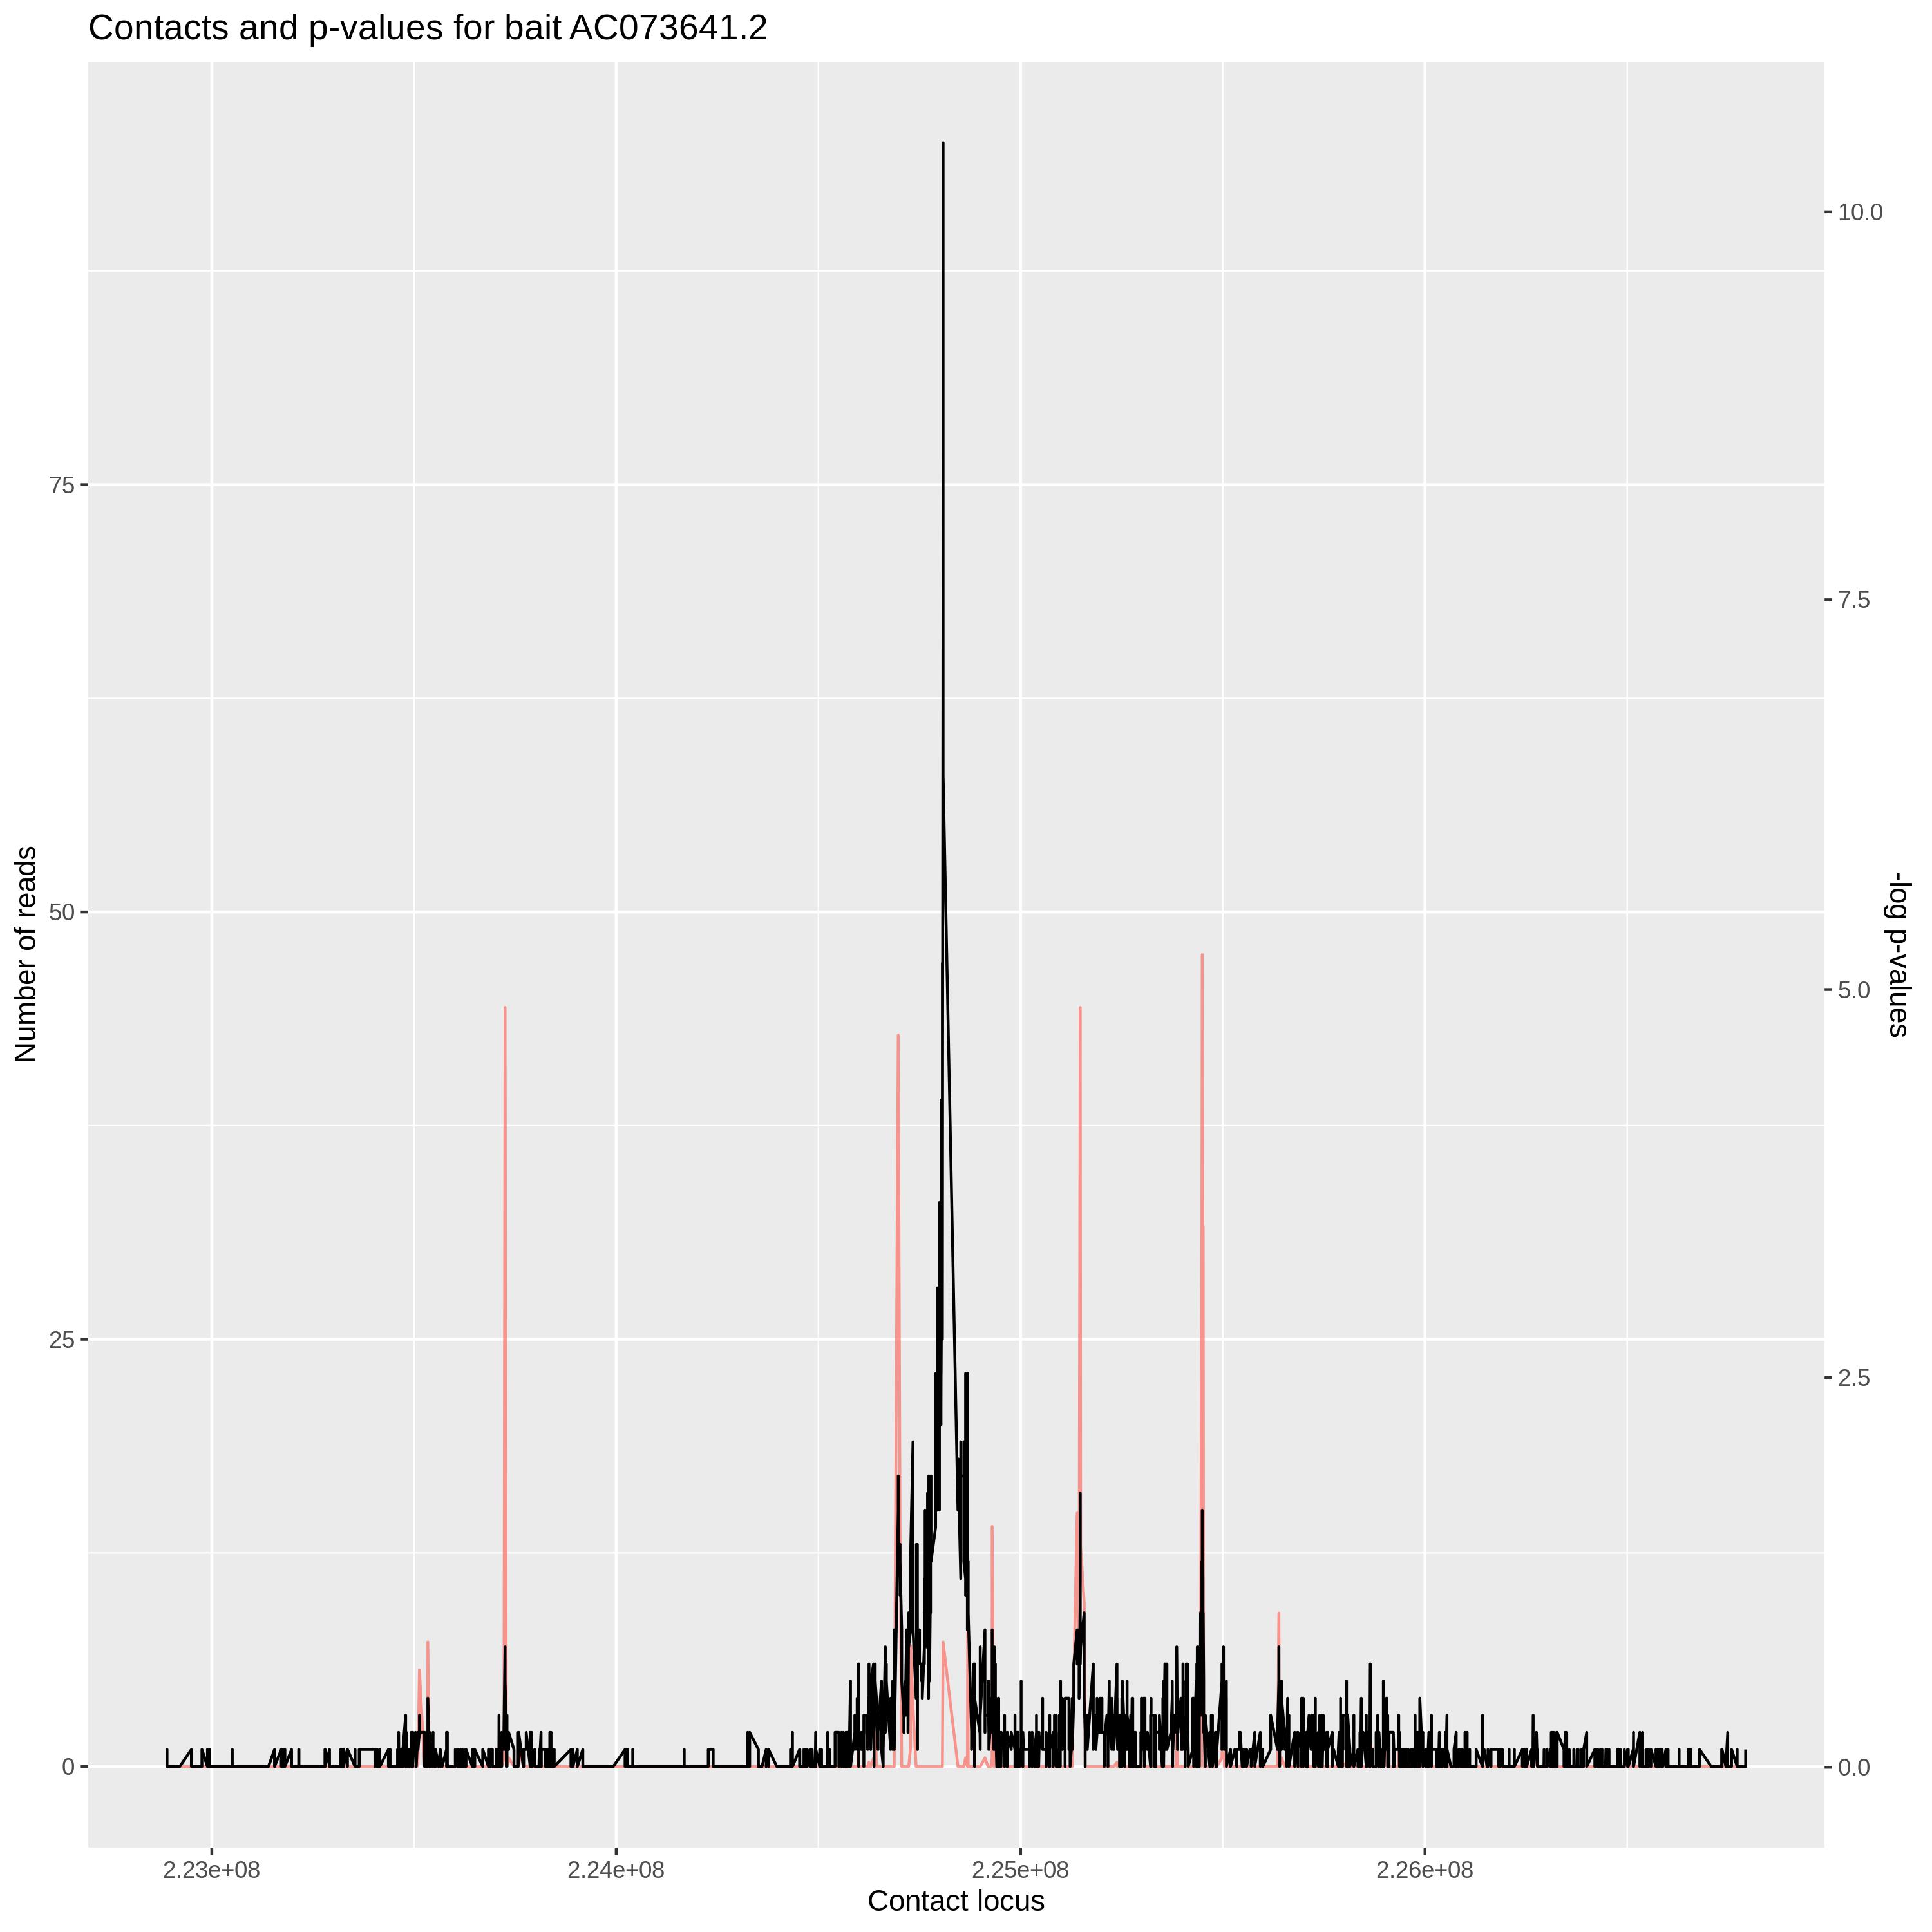 Contacts and p-values for bait AC073641.2
Number of reads
75
50
25
0
10.0
7.5
5.0
2.5
0.0
-log p-values
2.23e+08 2.24e+08 2.25e+08 2.26e+08
Contact locus